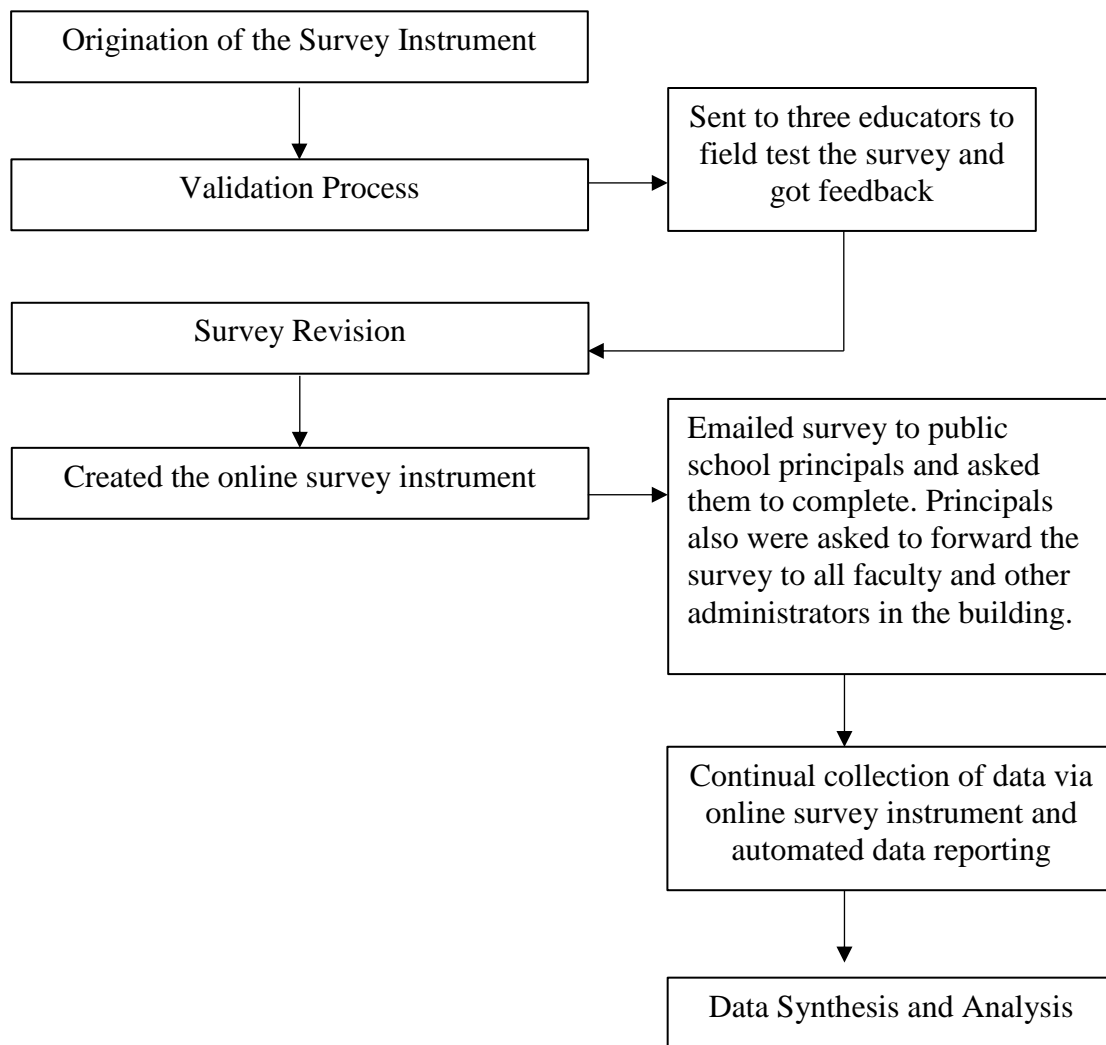 Origination of the Survey Instrument
Sent to three educators to
field test the survey and
got feedback
Validation Process
Survey Revision
Created the online survey instrument
Emailed survey to public
school principals and asked
them to complete. Principals
also were asked to forward the
survey to all faculty and other
administrators in the building.
Continual collection of data via
online survey instrument and
automated data reporting
Data Synthesis and Analysis